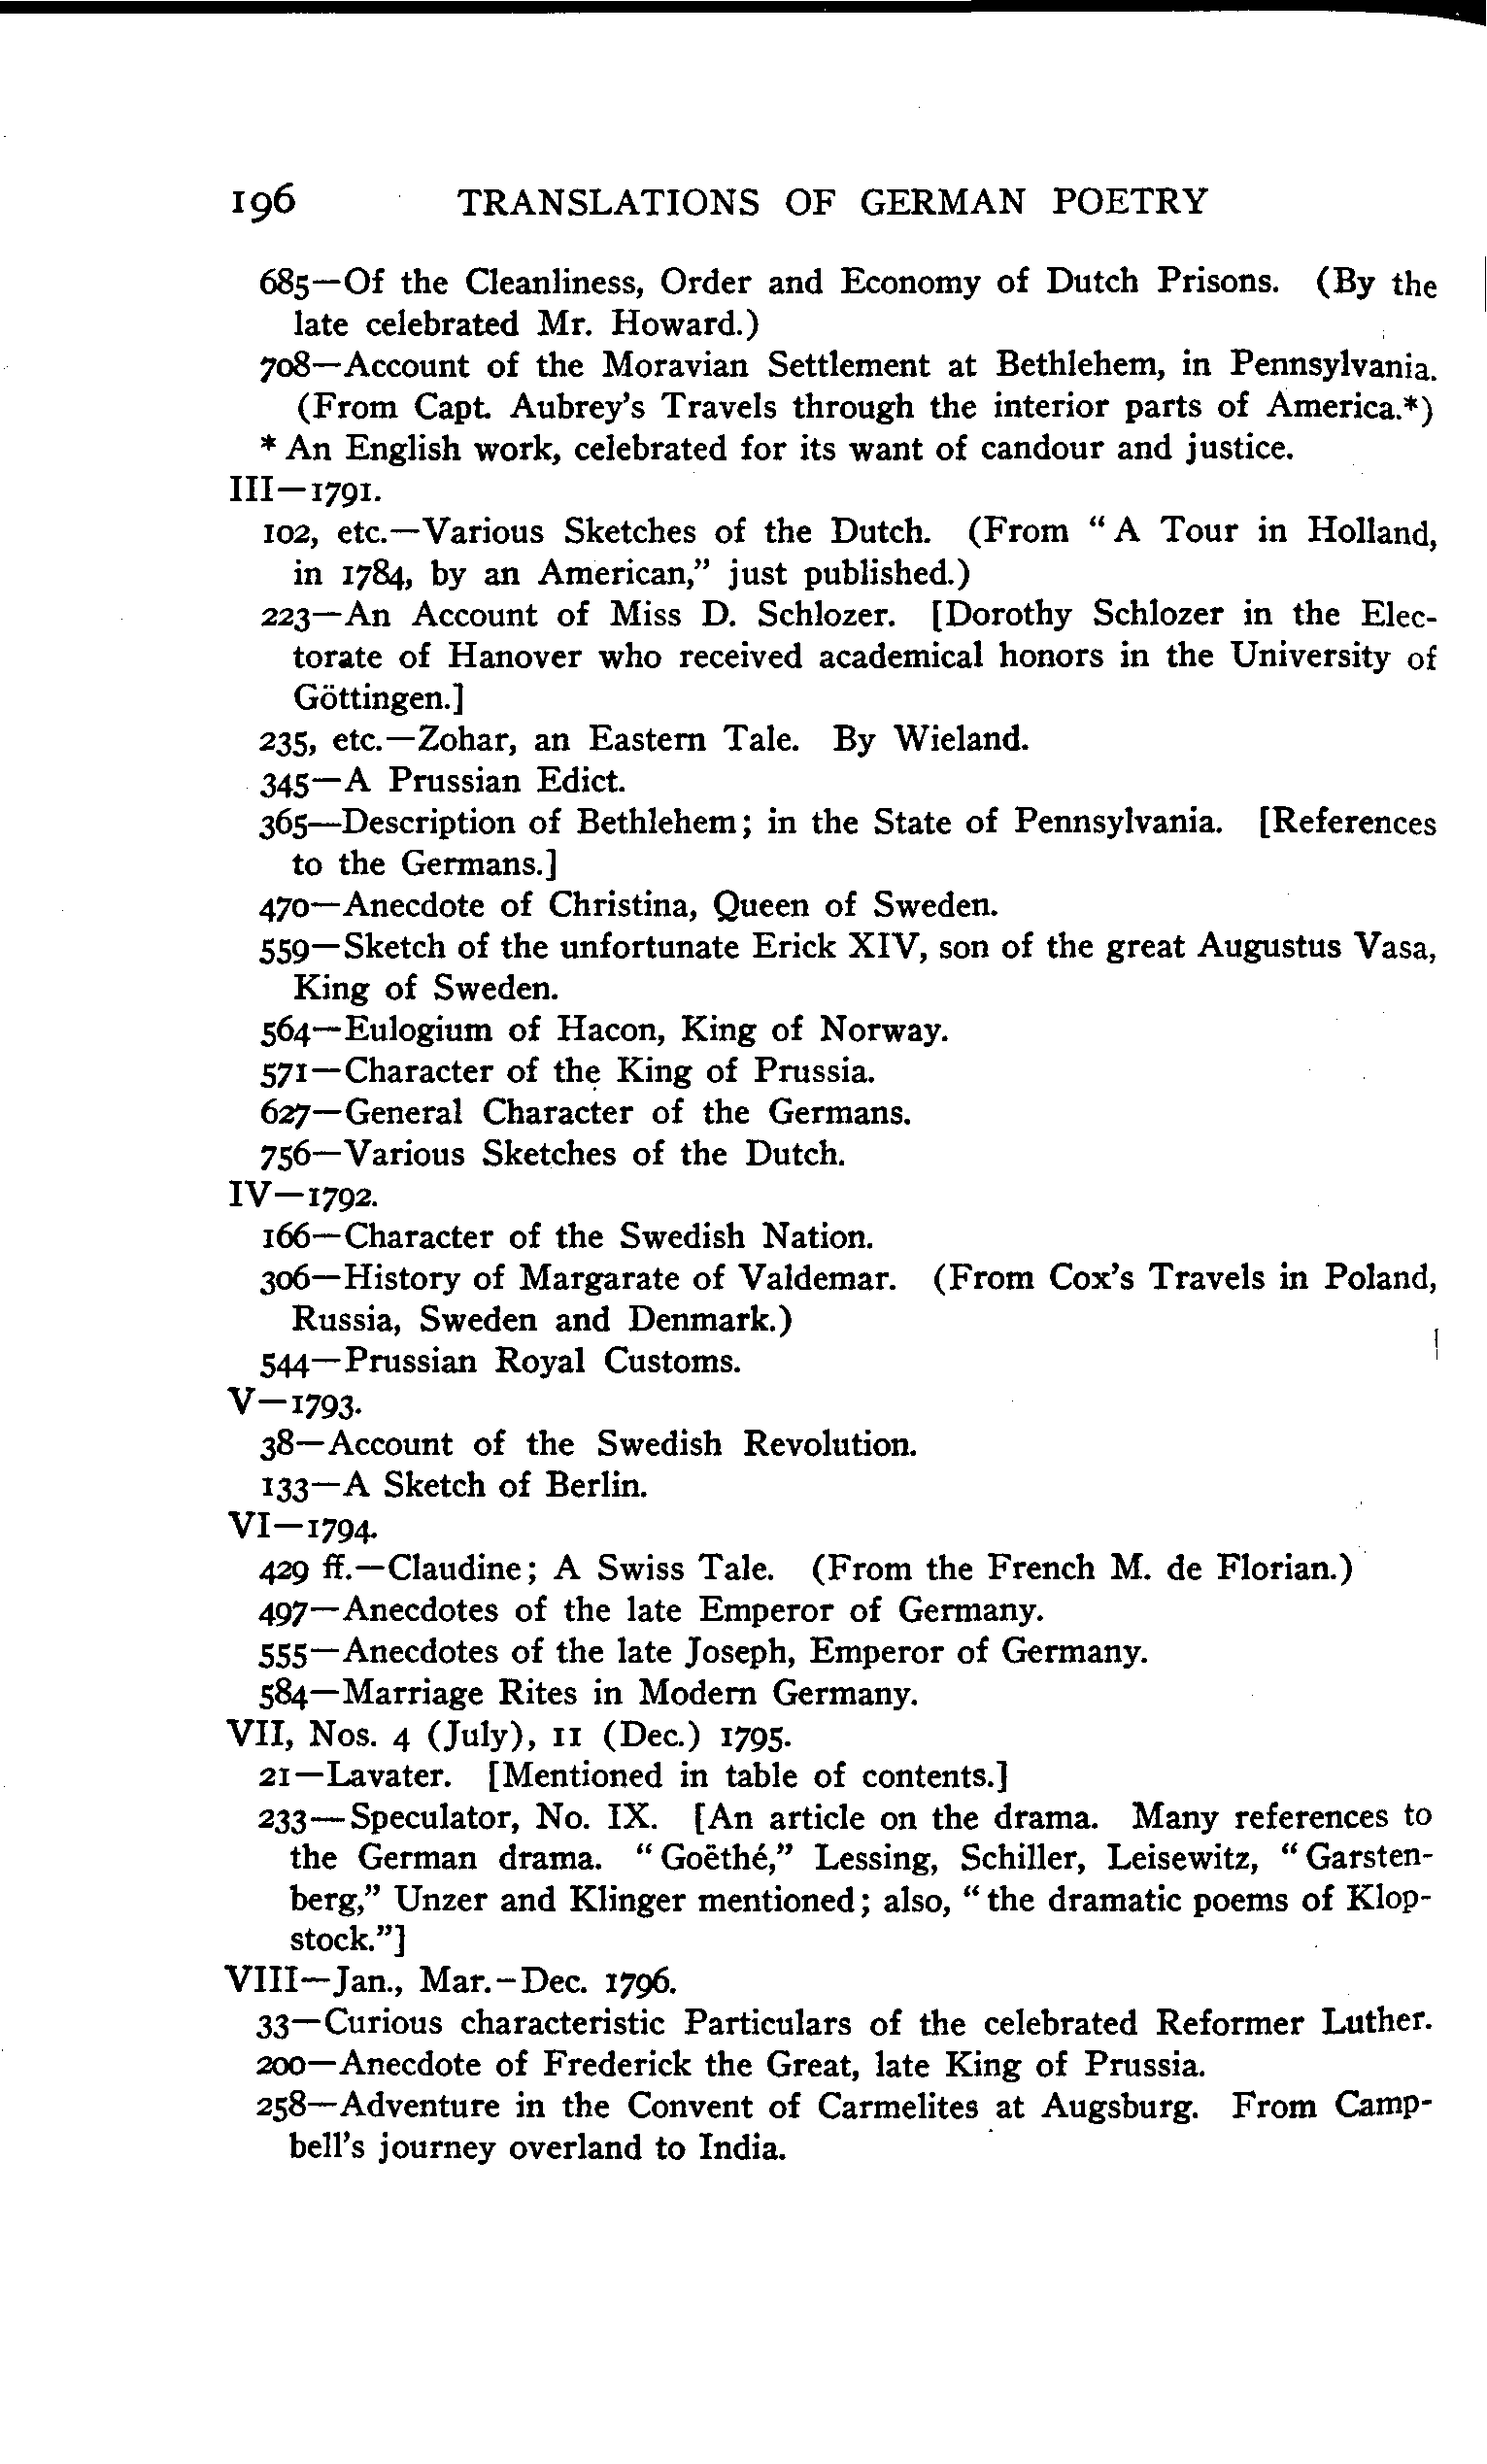 196 TRANSLATIONS OF GERMAN POETRY
685—Of the Cleanliness, Order and Economy of Dutch Prisons. (By the
late celebrated Mr. Howard.)
708—Account of the Moravian Settlement at Bethlehem, in Pennsylvania.
(From Capt. Aubrey's Travels through the interior parts of America.*)
* An English work, celebrated for its want of candour and justice.
III—1791.
102, etc.—Various Sketches of the Dutch. (From "A Tour in Holland,
in 1784, by an American," just published.)
223—An Account of Miss D. Schlozer. [Dorothy Schlozer in the Elec-
torate of Hanover who received academical honors in the University of
Göttingen.]
235, etc.—Zohar, an Eastern Tale. By Wieland.
345—A Prussian Edict.
365—Description of Bethlehem; in the State of Pennsylvania. [References
to the Germans.]
470—Anecdote of Christina, Queen of Sweden.
559—Sketch of the unfortunate Erick XIV, son of the great Augustus Vasa,
King of Sweden.
564—Eulogium of Hacon, King of Norway.
571—Character of the King of Prussia.
627—General Character of the Germans.
756—Various Sketches of the Dutch.
IV—1792.
166—Character of the Swedish Nation.
306—History of Margarate of Valdemar. (From Cox's Travels in Poland,
Russia, Sweden and Denmark.)
544—Prussian Royal Customs.
V—1793.
38—Account of the Swedish Revolution.
133—A Sketch of Berlin.
VI—1794.
429 ff.—Claudine; A Swiss Tale. (From the French M. de Florian.)
497—Anecdotes of the late Emperor of Germany.
555—Anecdotes of the late Joseph, Emperor of Germany.
584—Marriage Rites in Modern Germany.
VII, Nos. 4 (July), 11 (Dec.) 1795.
21—Lavater. [Mentioned in table of contents.]
233—Speculator, No. IX. [An article on the drama. Many references to
the German drama. "Goëthé," Lessing, Schiller, Leisewitz, "Garsten-
berg," Unzer and Klinger mentioned; also, "the dramatic poems of Klop-
stock."]
VIII—Jan., Mar.-Dec. 1796.
33—Curious characteristic Particulars of the celebrated Reformer Luther.
200—Anecdote of Frederick the Great, late King of Prussia.
258—Adventure in the Convent of Carmelites at Augsburg. From Camp-
bell's journey overland to India.